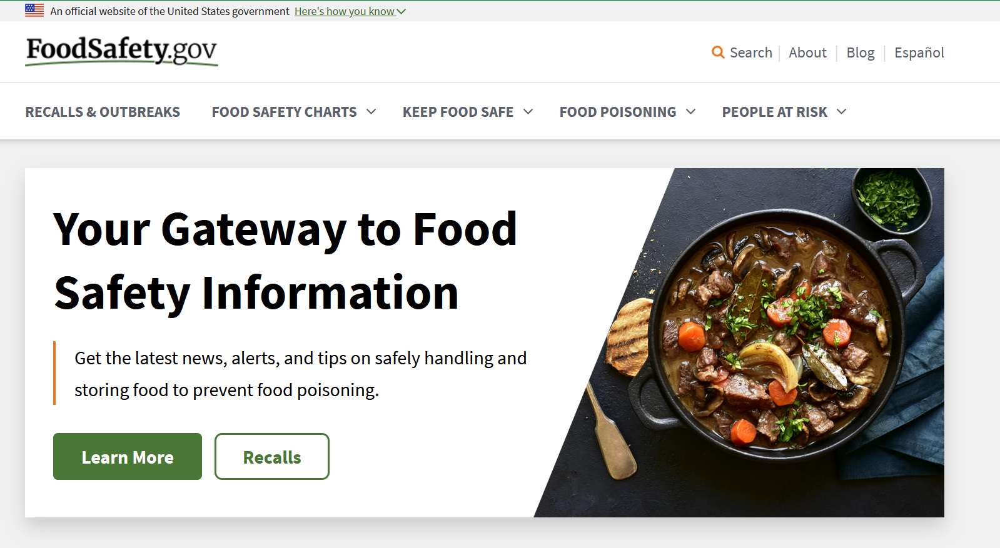 An official website of the United States government Here's how you know
FoodSafety.gov
Search About Blog Español
RECALLS & OUTBREAKS FOOD SAFETY CHARTS KEEP FOOD SAFE FOOD POISONING PEOPLE AT RISK
Your Gateway to Food
Safety Information
Get the latest news, alerts, and tips on safely handling and
storing food to prevent food poisoning.
Learn More Recalls